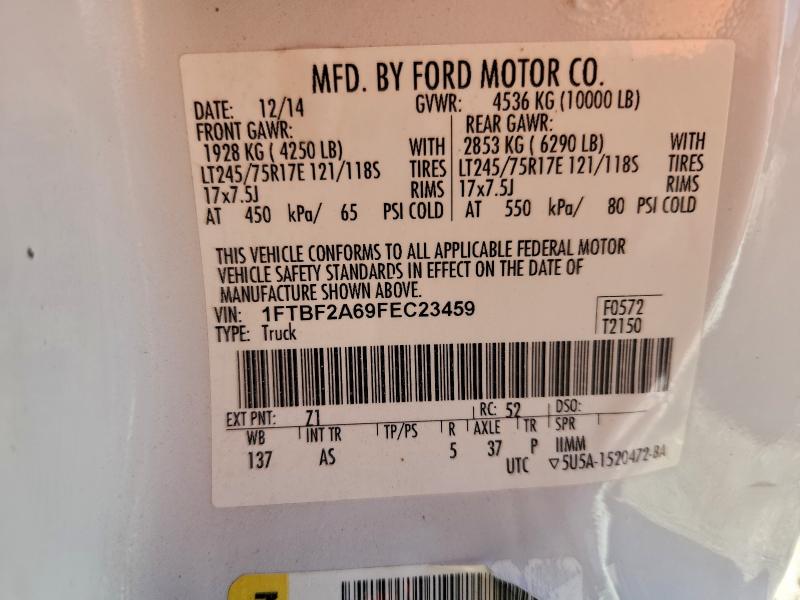 MFD. BY FORD MOTOR CO.
DATE: 12/14 GVWR: 4536 KG (10000 LB)
FRONT GAWR: REAR GAWR:
1928 KG ( 4250 LB) WITH 2853 KG ( 6290 LB) WITH
LT245/75R17E 121/118S TIRES LT245/75R17E 121/118S TIRES
17x7.5J RIMS 17x7.5J RIMS
AT 450 kPa/ 65 PSI COLD AT 550 kPa/ 80 PSI COLD
THIS VEHICLE CONFORMS TO ALL APPLICABLE FEDERAL MOTOR
VEHICLE SAFETY STANDARDS IN EFFECT ON THE DATE OF
MANUFACTURE SHOWN ABOVE.
VIN: 1FTBF2A69FEC23459 F0572
TYPE: Truck T2150
EXT PNT: Z1 RC: 52 DSO:
WB INT TR TP/PS R AXLE TR SPR
137 AS 5 37 P IIMM
UTC ▽5U5A-1520472-BA